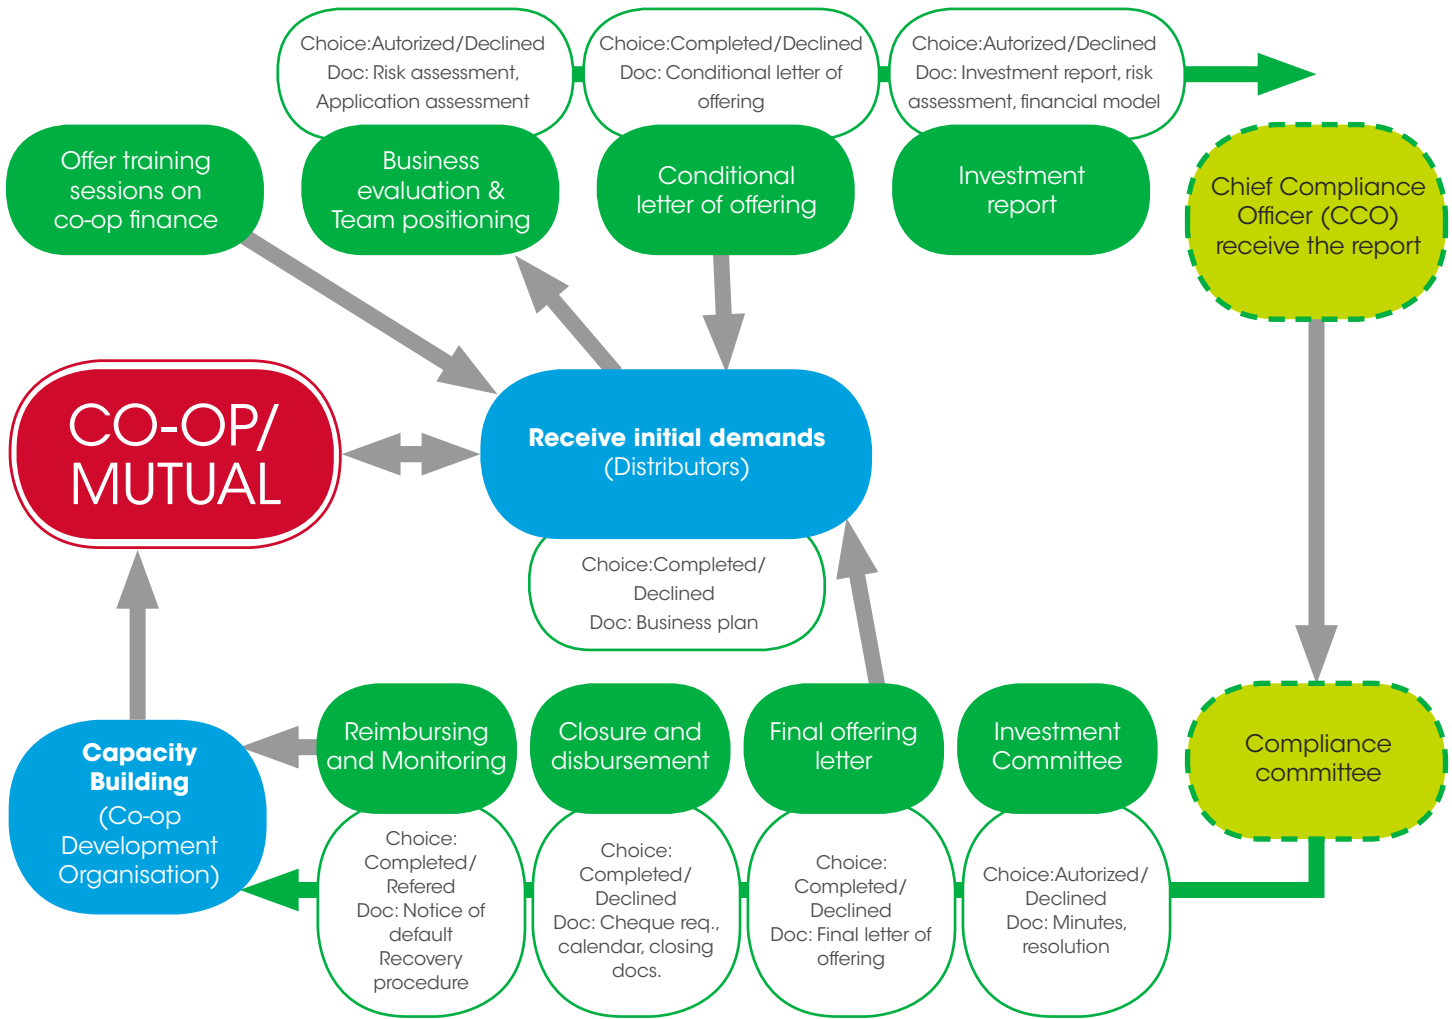 Choice:Autorized/Declined
Doc: Risk assessment,
Application assessment
Choice:Completed/Declined
Doc: Conditional letter of
offering
Choice:Autorized/Declined
Doc: Investment report, risk
assessment, financial model
Offer training
sessions on
co-op finance
Business
evaluation &
Team positioning
Conditional
letter of offering
Investment
report
Chief Compliance
Officer (CCO)
receive the report
CO-OP/
MUTUAL
Receive initial demands
(Distributors)
Choice:Completed/
Declined
Doc: Business plan
Capacity
Building
(Co-op
Development
Organisation)
Reimbursing
and Monitoring
Choice:
Completed/
Refered
Doc: Notice of
default
Recovery
procedure
Closure and
disbursement
Choice:
Completed/
Declined
Doc: Cheque req.,
calendar, closing
docs.
Final offering
letter
Choice:
Completed/
Declined
Doc: Final letter of
offering
Investment
Committee
Choice:Autorized/
Declined
Doc: Minutes,
resolution
Compliance
committee